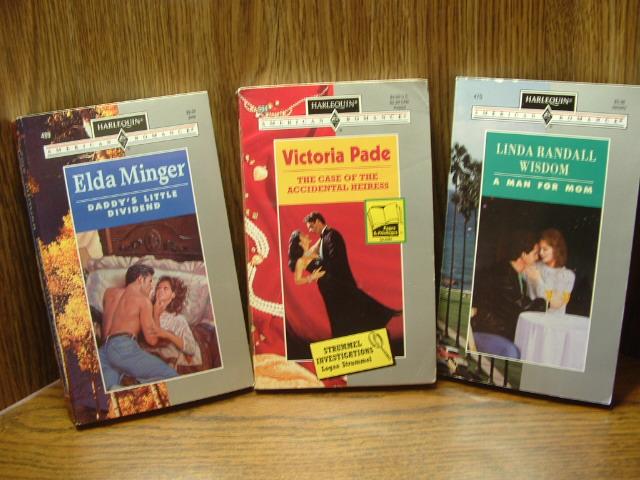 499
HARLEQUIN
AMERICAN ROMANCE
Elda Minger
DADDY'S LITTLE
DIVIDEND
HARLEQUIN
AMERICAN ROMANCE
Victoria Pade
THE CASE OF THE
ACCIDENTAL HEIRESS
STRUMMEL
INVESTIGATIONS
Logan Strummel
HARLEQUIN
AMERICAN ROMANCE
LINDA RANDALL
WISDOM
A MAN FOR MOM